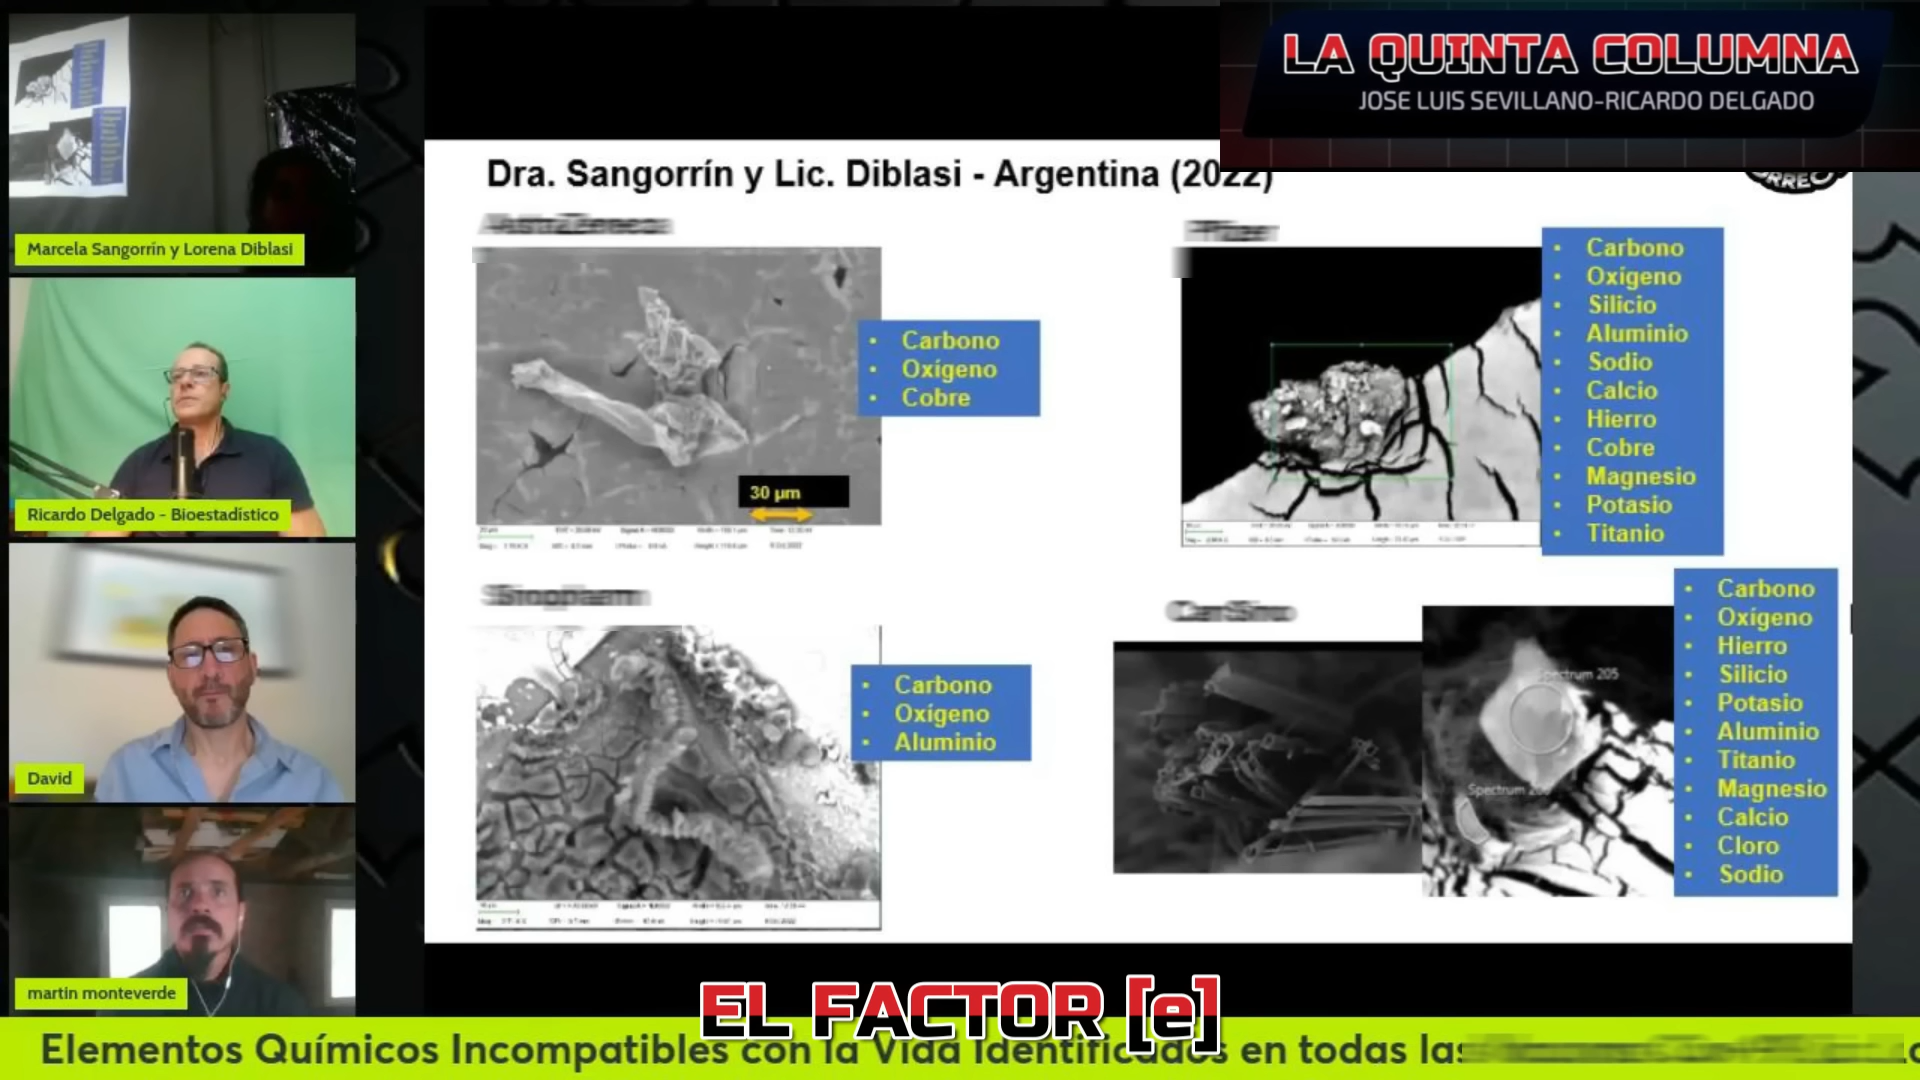 LA QUINTA COLUMNA
JOSE LUIS SEVILLANO-RICARDO DELGADO
Dra. Sangorrín y Lic. Diblasi - Argentina (2022)
Carbono
Oxígeno
Cobre
30 µm
Carbono
Oxígeno
Silicio
Aluminio
Sodio
Calcio
Hierro
Cobre
Magnesio
Potasio
Titanio
Carbono
Oxígeno
Aluminio
Spectrum 205
Spectrum
Carbono
Oxígeno
Hierro
Silicio
Potasio
Aluminio
Titanio
Magnesio
Calcio
Cloro
Sodio
Marcela Sangorrín y Lorena Diblasi
Ricardo Delgado - Bioestadístico
David
martin monteverde
EL FACTOR [e]
Elementos Químicos Incompatibles con la Vida Identificados en todas las